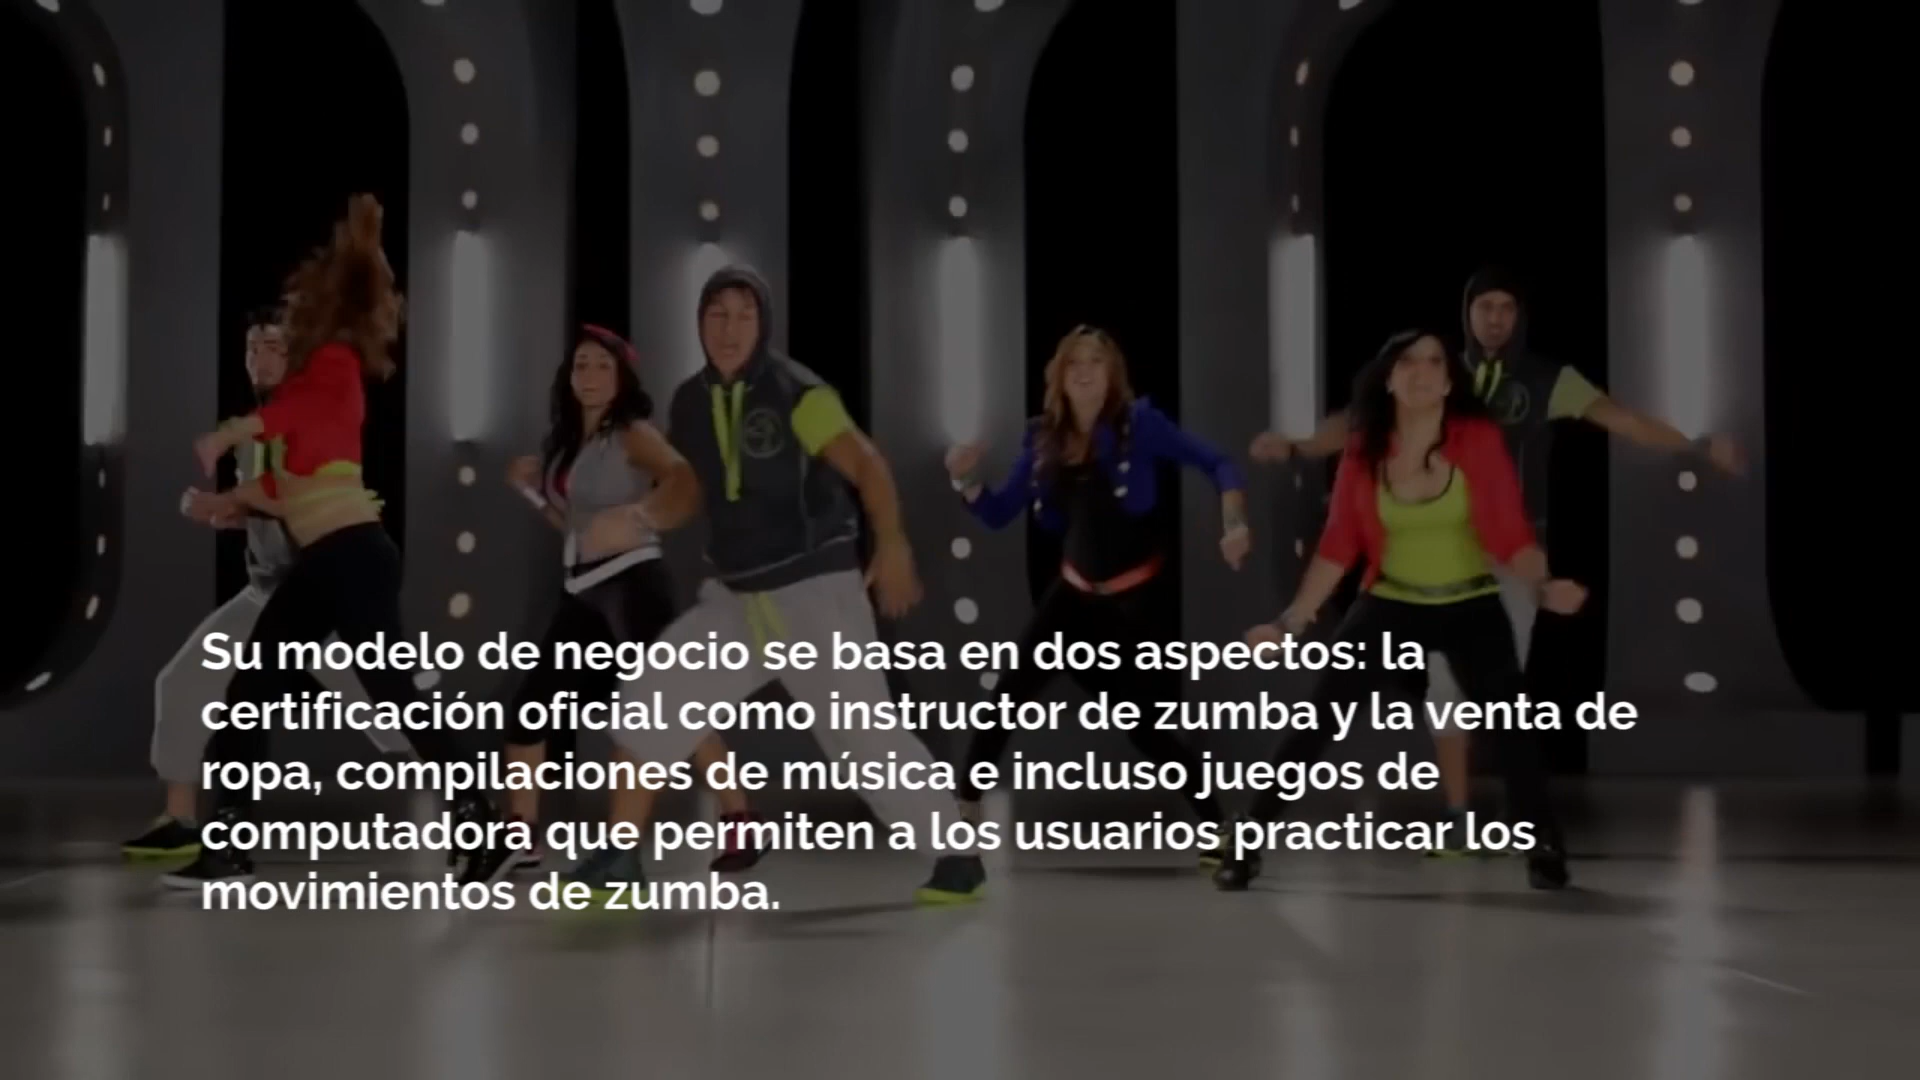 Su modelo de negocio se basa en dos aspectos: la
certificación oficial como instructor de zumba y la venta de
ropa, compilaciones de música e incluso juegos de
computadora que permiten a los usuarios practicar los
movimientos de zumba.